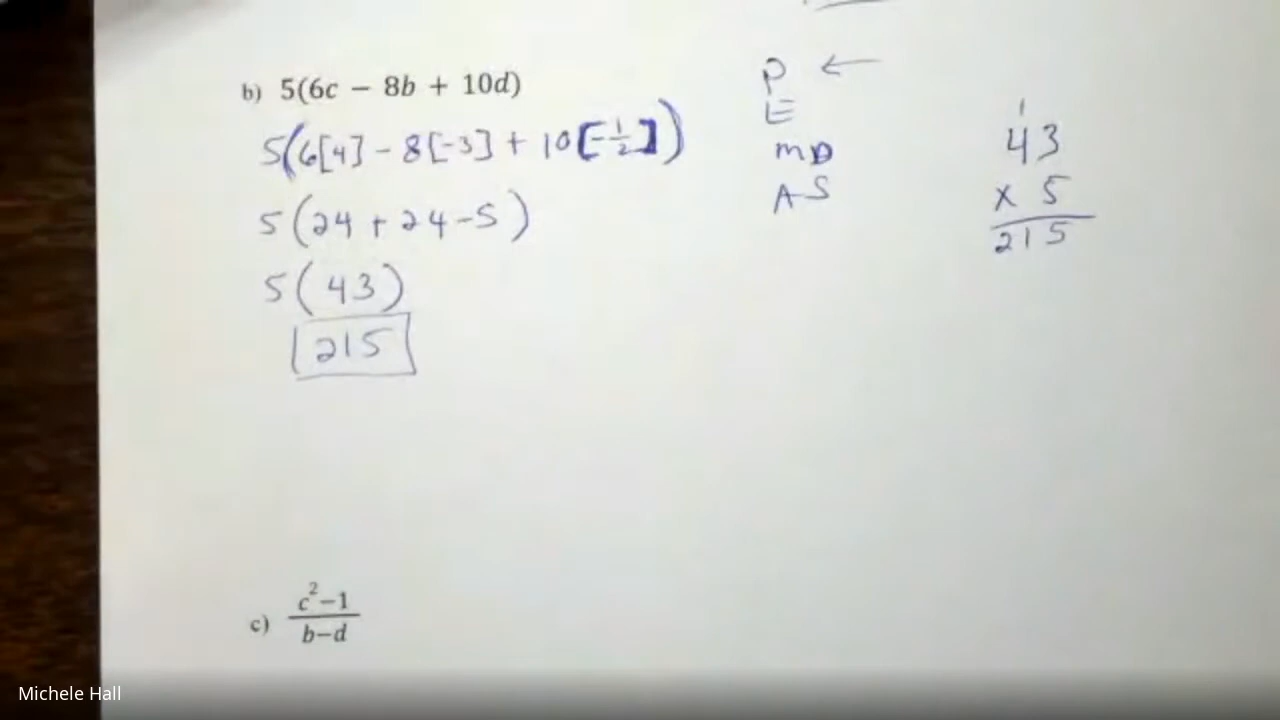 b) 5(6c − 8b + 10d)
5(6[4] - 8[-3] + 10[-1/2])
5(24 + 24 - 5)
5(43)
215
P ←
E
MD
AS
1
43
x 5
215
c) c²−1
b−d
Michele Hall